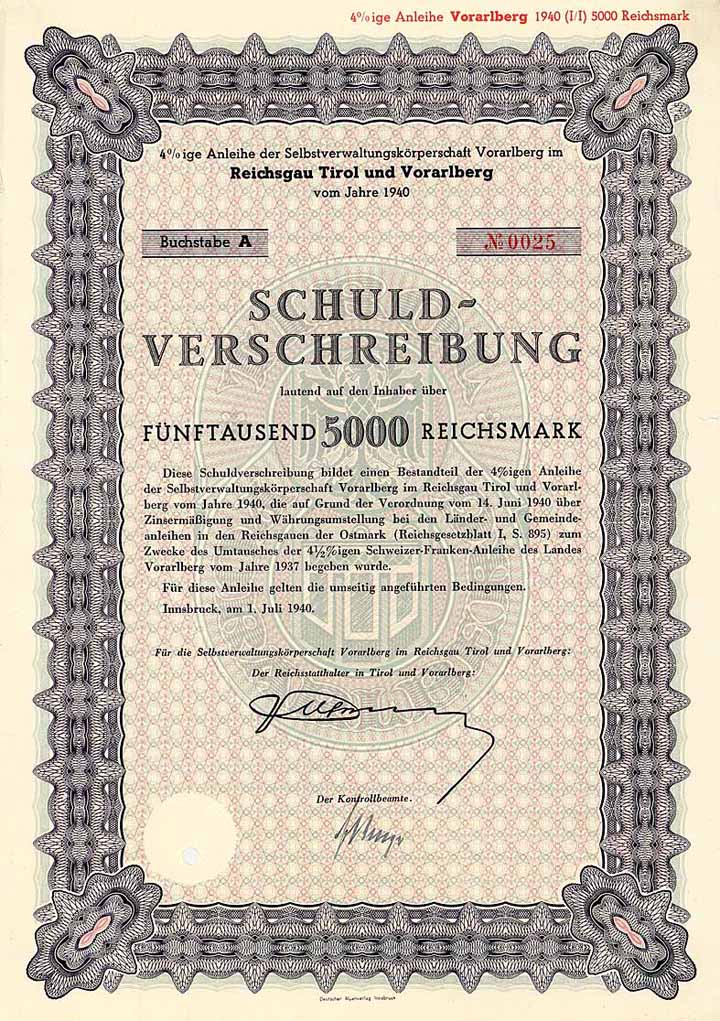 4%ige Anleihe Vorarlberg 1940 (I/I) 5000 Reichsmark
4%ige Anleihe der Selbstverwaltungskörperschaft Vorarlberg im
Reichsgau Tirol und Vorarlberg
vom Jahre 1940
Buchstabe A
№ 0025
SCHULD-
VERSCHREIBUNG
lautend auf den Inhaber über
FÜNFTAUSEND 5000 REICHSMARK
Diese Schuldverschreibung bildet einen Bestandteil der 4%igen Anleihe
der Selbstverwaltungskörperschaft Vorarlberg im Reichsgau Tirol und Vorarl-
berg vom Jahre 1940, die auf Grund der Verordnung vom 14. Juni 1940 über
Zinsermäßigung und Währungsumstellung bei den Länder- und Gemeinde-
anleihen in den Reichsgauen der Ostmark (Reichsgesetzblatt I, S. 895) zum
Zwecke des Umtausches der 4½%igen Schweizer-Franken-Anleihe des Landes
Vorarlberg vom Jahre 1937 begeben wurde.
Für diese Anleihe gelten die umseitig angeführten Bedingungen.
Innsbruck, am 1. Juli 1940.
Für die Selbstverwaltungskörperschaft Vorarlberg im Reichsgau Tirol und Vorarlberg:
Der Reichsstatthalter in Tirol und Vorarlberg:
Der Kontrollbeamte.
Deutscher Alpenverlag Innsbruck